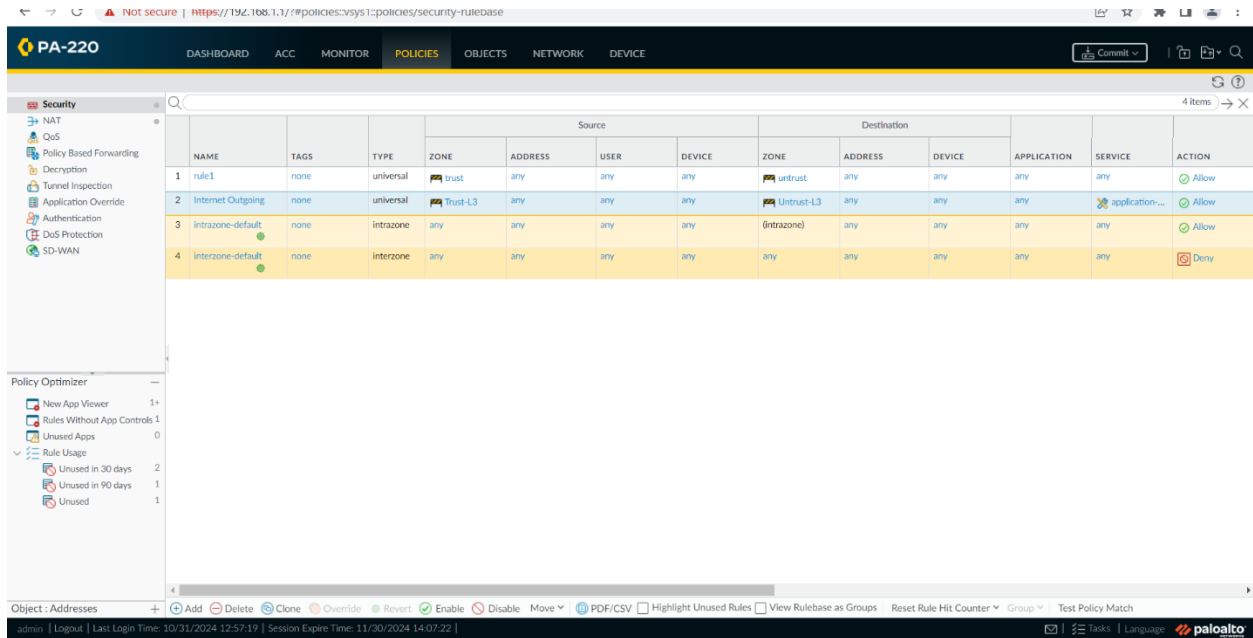 Not secure | https://192.168.1.1/?#policies::vsys1::policies/security-rulebase
PA-220 DASHBOARD ACC MONITOR POLICIES OBJECTS NETWORK DEVICE Commit
Security
NAT
QoS
Policy Based Forwarding
Decryption
Tunnel Inspection
Application Override
Authentication
DoS Protection
SD-WAN
4 items
Source Destination
NAME TAGS TYPE ZONE ADDRESS USER DEVICE ZONE ADDRESS DEVICE APPLICATION SERVICE ACTION
1 rule1 none universal trust any any any untrust any any any any Allow
2 Internet Outgoing none universal Trust-L3 any any any Untrust-L3 any any any application-... Allow
3 intrazone-default none intrazone any any any any (intrazone) any any any any Allow
4 interzone-default none interzone any any any any any any any any any Deny
Policy Optimizer
New App Viewer 1+
Rules Without App Controls 1
Unused Apps 0
Rule Usage
Unused in 30 days 2
Unused in 90 days 1
Unused 1
Object : Addresses + Add Delete Clone Override Revert Enable Disable Move PDF/CSV Highlight Unused Rules View Rulebase as Groups Reset Rule Hit Counter Group Test Policy Match
admin | Logout | Last Login Time: 10/31/2024 12:57:19 | Session Expire Time: 11/30/2024 14:07:22 | Tasks | Language paloalto NETWORKS